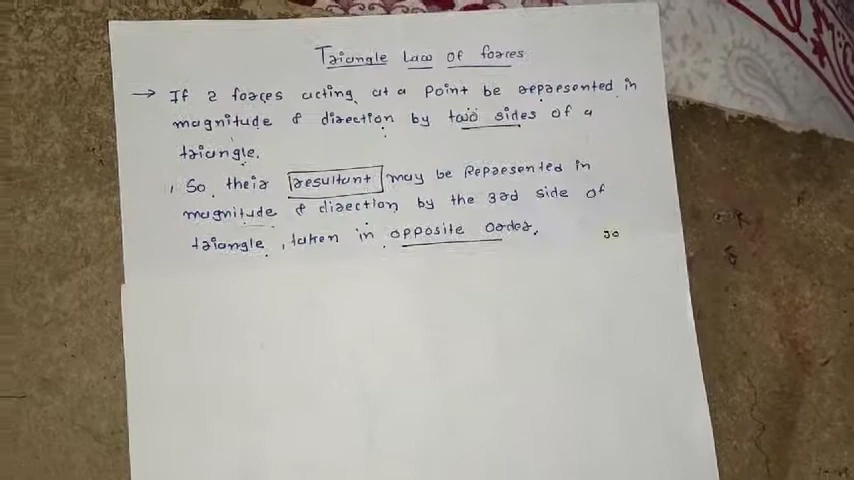 Triangle Law of forces
→ If 2 forces acting at a Point be represented in
magnitude & direction by two sides of a
triangle.
, So their resultant may be Represented in
magnitude & direction by the 3rd side of
triangle, taken in opposite order.
so